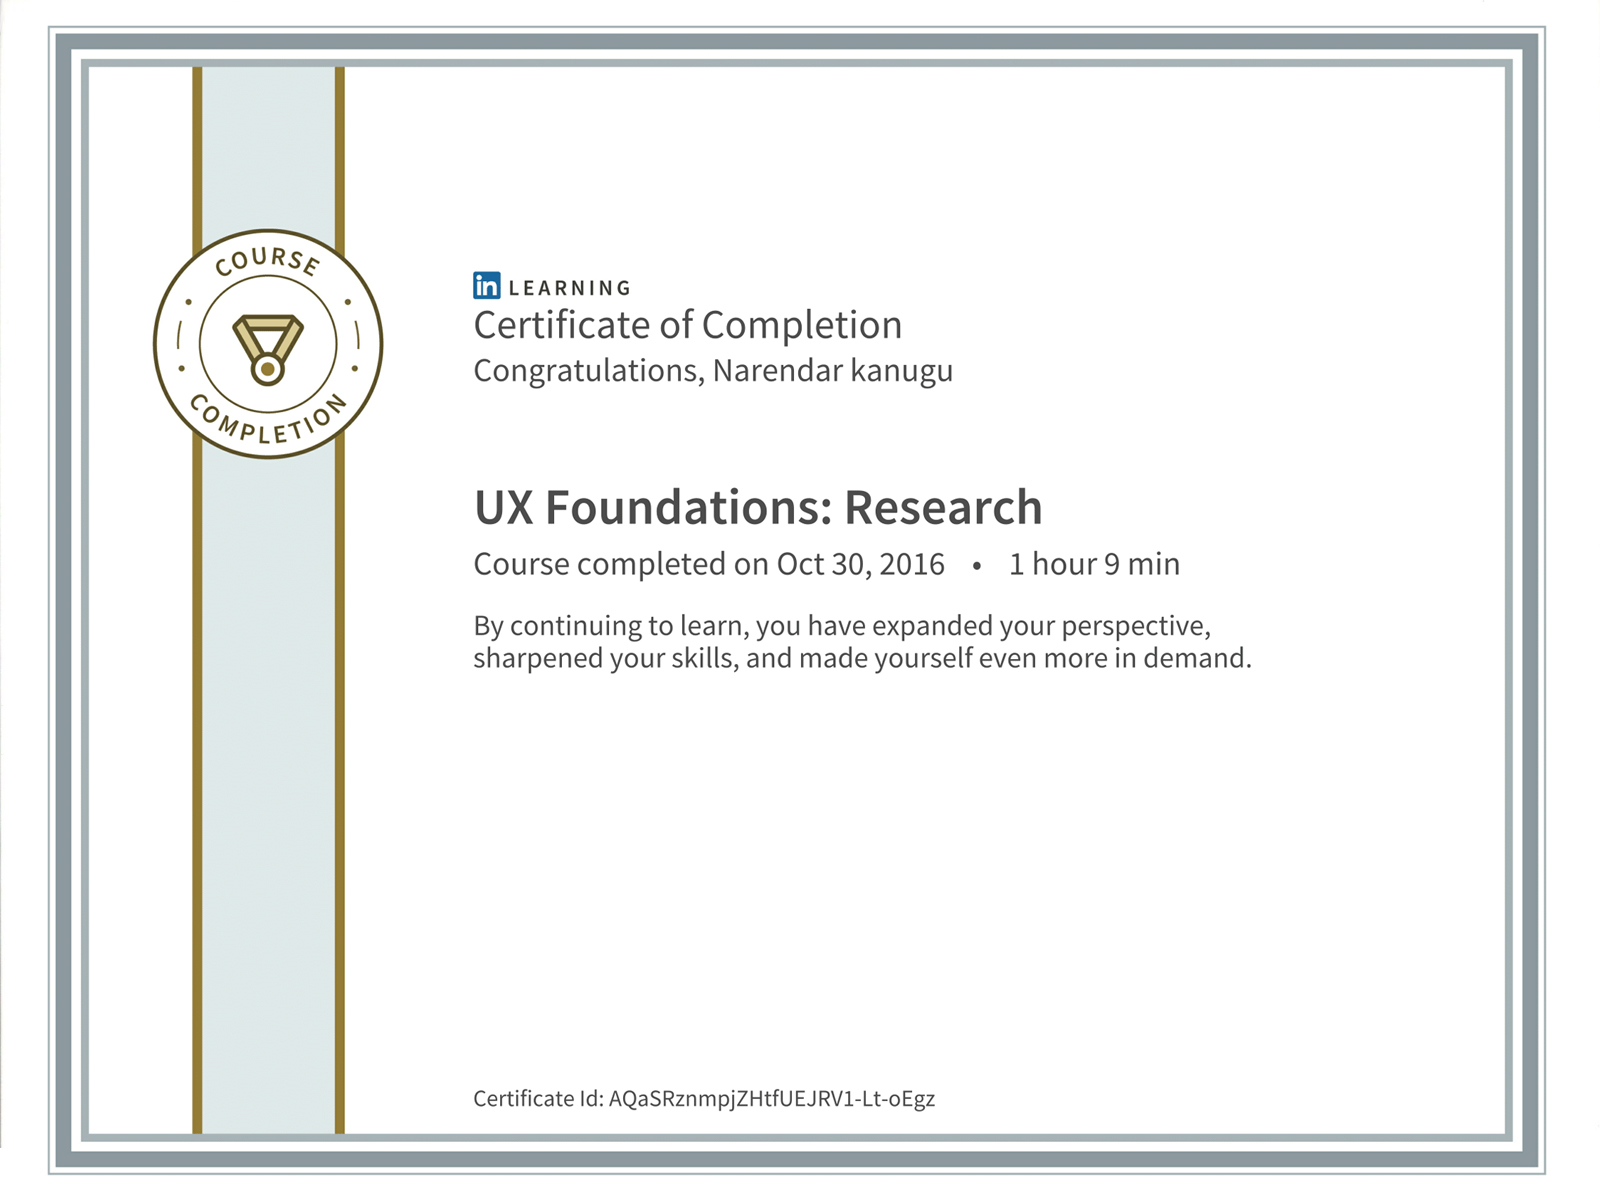 COURSE
COMPLETION
in LEARNING
Certificate of Completion
Congratulations, Narendar kanugu
UX Foundations: Research
Course completed on Oct 30, 2016 • 1 hour 9 min
By continuing to learn, you have expanded your perspective,
sharpened your skills, and made yourself even more in demand.
Certificate Id: AQaSRznmpjZHtfUEJRV1-Lt-oEgz